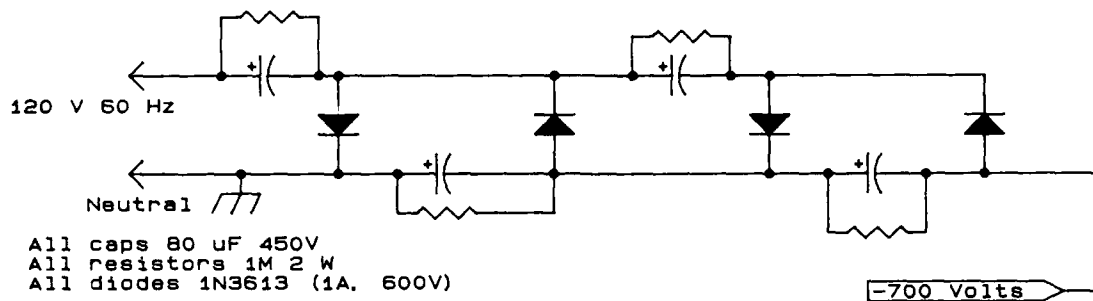 +
+
120 V 60 Hz
+
+
Neutral
All caps 80 uF 450V
All resistors 1M 2 W
All diodes 1N3613 (1A, 600V)
-700 Volts